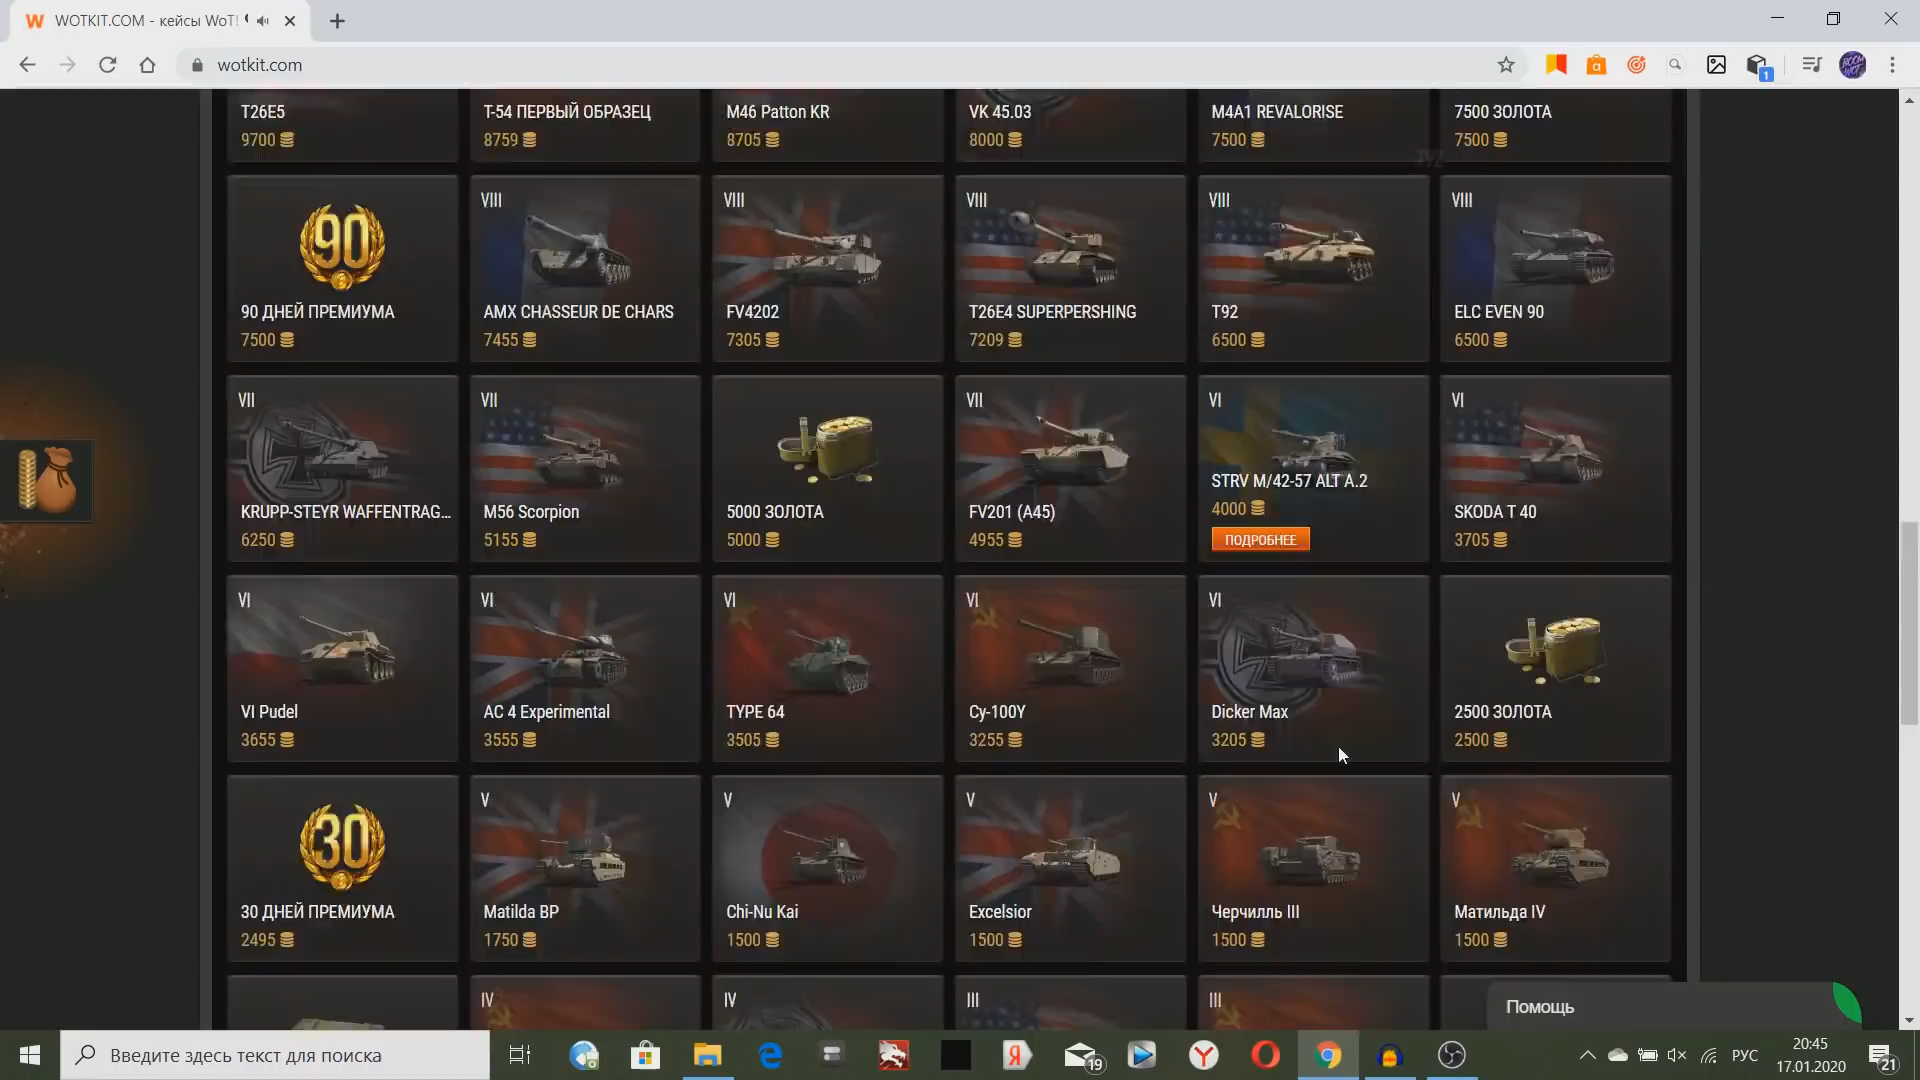 WOTKIT.COM - кейсы WoT!
wotkit.com
T26E5
9700
Т-54 ПЕРВЫЙ ОБРАЗЕЦ
8759
M46 Patton KR
8705
VK 45.03
8000
M4A1 REVALORISE
7500
7500 ЗОЛОТА
7500
90
90 ДНЕЙ ПРЕМИУМА
7500
VIII
AMX CHASSEUR DE CHARS
7455
VIII
FV4202
7305
VIII
T26E4 SUPERPERSHING
7209
VIII
T92
6500
VIII
ELC EVEN 90
6500
VII
KRUPP-STEYR WAFFENTRAG...
6250
VII
M56 Scorpion
5155
5000 ЗОЛОТА
5000
VII
FV201 (A45)
4955
VI
STRV M/42-57 ALT A.2
4000
ПОДРОБНЕЕ
VI
SKODA T 40
3705
VI
VI Pudel
3655
VI
AC 4 Experimental
3555
VI
TYPE 64
3505
VI
Су-100Y
3255
VI
Dicker Max
3205
2500 ЗОЛОТА
2500
30
30 ДНЕЙ ПРЕМИУМА
2495
V
Matilda BP
1750
V
Chi-Nu Kai
1500
V
Excelsior
1500
V
Черчилль III
1500
V
Матильда IV
1500
IV
IV
III
III
Помощь
Введите здесь текст для поиска
19
РУС
20:45
17.01.2020
21